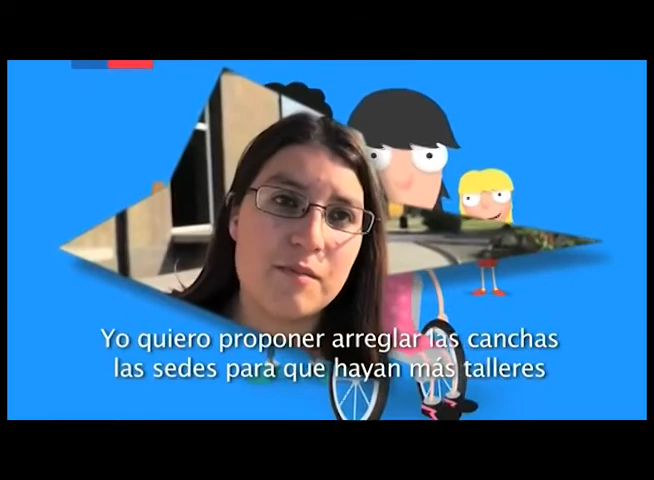 Yo quiero proponer arreglar las canchas
las sedes para que hayan más talleres